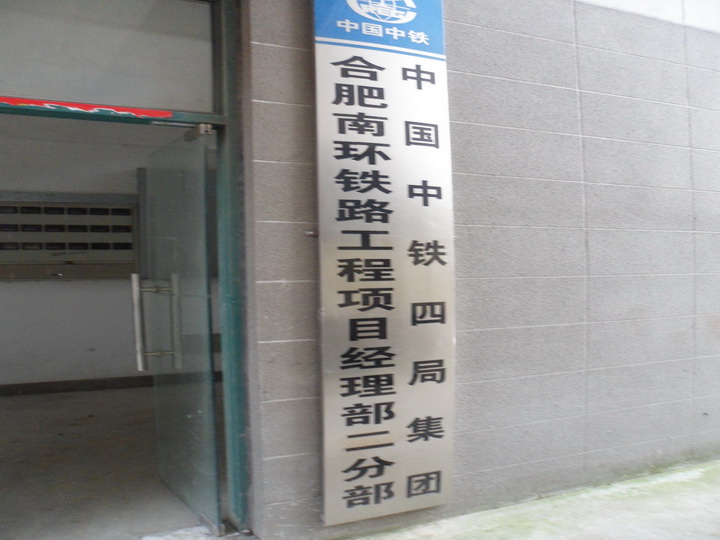 中国中铁
中国中铁四局集团
合肥南环铁路工程项目经理部二分部